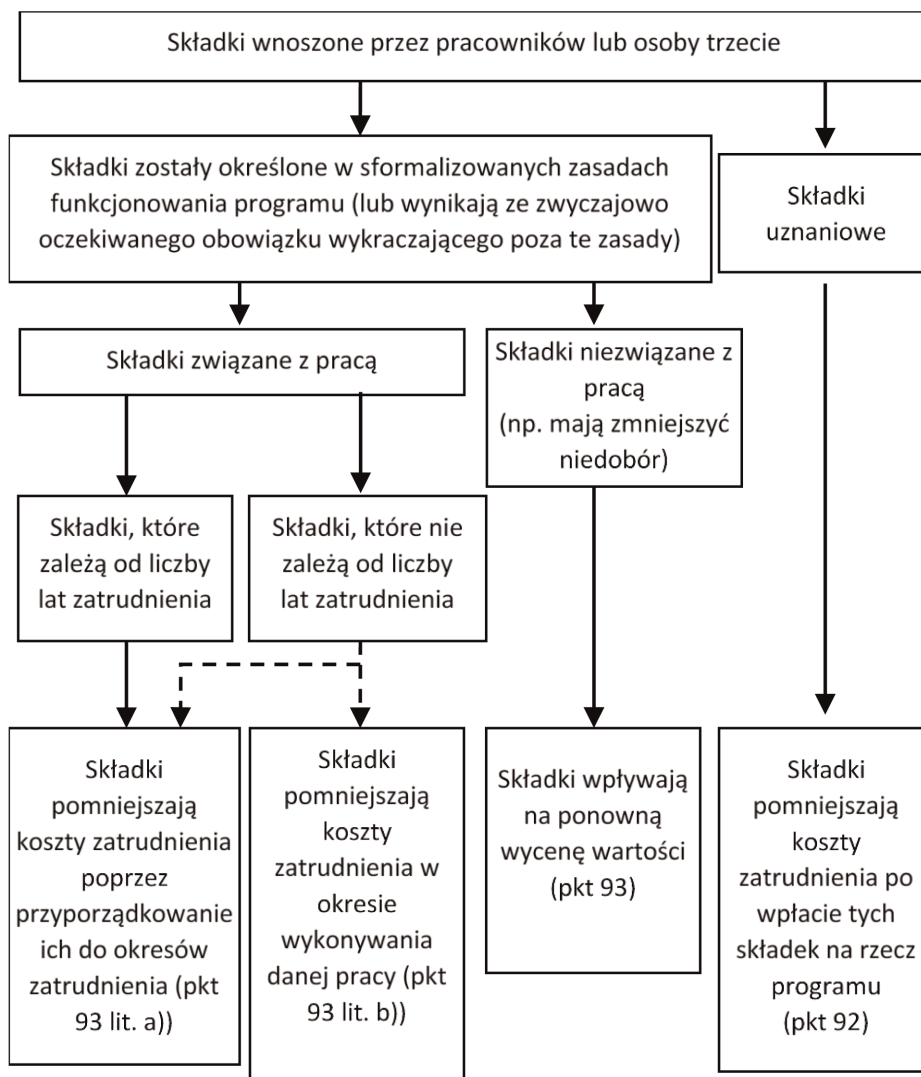 Składki wnoszone przez pracowników lub osoby trzecie
Składki zostały określone w sformalizowanych zasadach
funkcjonowania programu (lub wynikają ze zwyczajowo
oczekiwanego obowiązku wykraczającego poza te zasady)
Składki
uznaniowe
Składki związane z pracą
Składki niezwiązane z
pracą
(np. mają zmniejszyć
niedobór)
Składki, które
zależą od liczby
lat zatrudnienia
Składki, które nie
zależą od liczby
lat zatrudnienia
Składki
pomniejszają
koszty zatrudnienia
poprzez
przyporządkowanie
ich do okresów
zatrudnienia (pkt
93 lit. a))
Składki
pomniejszają
koszty
zatrudnienia w
okresie
wykonywania
danej pracy (pkt
93 lit. b))
Składki wpływają
na ponowną
wycenę wartości
(pkt 93)
Składki
pomniejszają
koszty
zatrudnienia po
wpłacie tych
składek na rzecz
programu
(pkt 92)